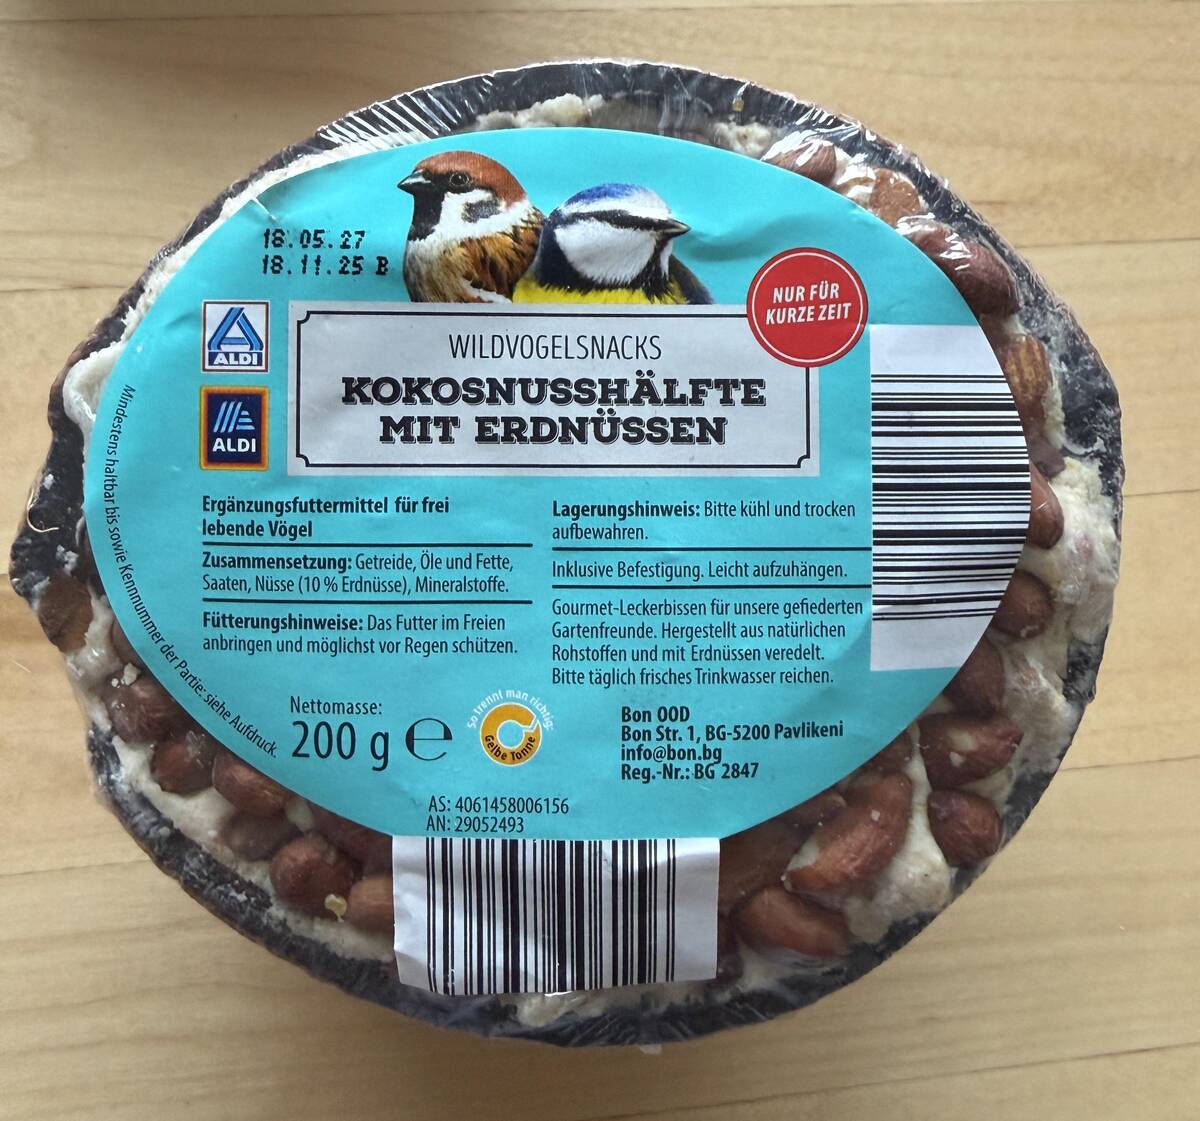 18.05.27
18.11.25 B
ALDI
ALDI
NUR FÜR
KURZE ZEIT
WILDVOGELSNACKS
KOKOSNUSSHÄLFTE
MIT ERDNÜSSEN
Mindestens haltbar bis sowie Kennnummer der Partie: siehe Aufdruck.
Ergänzungsfuttermittel für frei
lebende Vögel
Zusammensetzung: Getreide, Öle und Fette,
Saaten, Nüsse (10 % Erdnüsse), Mineralstoffe.
Fütterungshinweise: Das Futter im Freien
anbringen und möglichst vor Regen schützen.
Lagerungshinweis: Bitte kühl und trocken
aufbewahren.
Inklusive Befestigung. Leicht aufzuhängen.
Gourmet-Leckerbissen für unsere gefiederten
Gartenfreunde. Hergestellt aus natürlichen
Rohstoffen und mit Erdnüssen veredelt.
Bitte täglich frisches Trinkwasser reichen.
Nettomasse:
200 g e
So trennt man richtig:
Gelbe Tonne
Bon OOD
Bon Str. 1, BG-5200 Pavlikeni
info@bon.bg
Reg.-Nr.: BG 2847
AS: 4061458006156
AN: 29052493